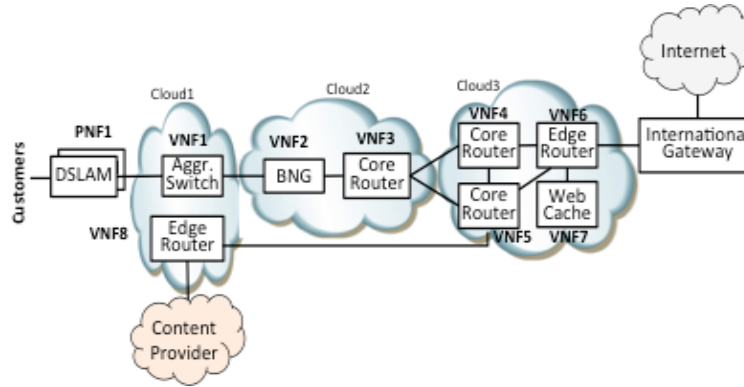 Internet
Cloud1
Cloud2
Cloud3
Customers
PNF1
DSLAM
VNF1
Aggr.
Switch
VNF2
BNG
VNF3
Core
Router
VNF4
Core
Router
VNF6
Edge
Router
International
Gateway
Core
Router
VNF5
Web
Cache
VNF7
VNF8
Edge
Router
Content
Provider